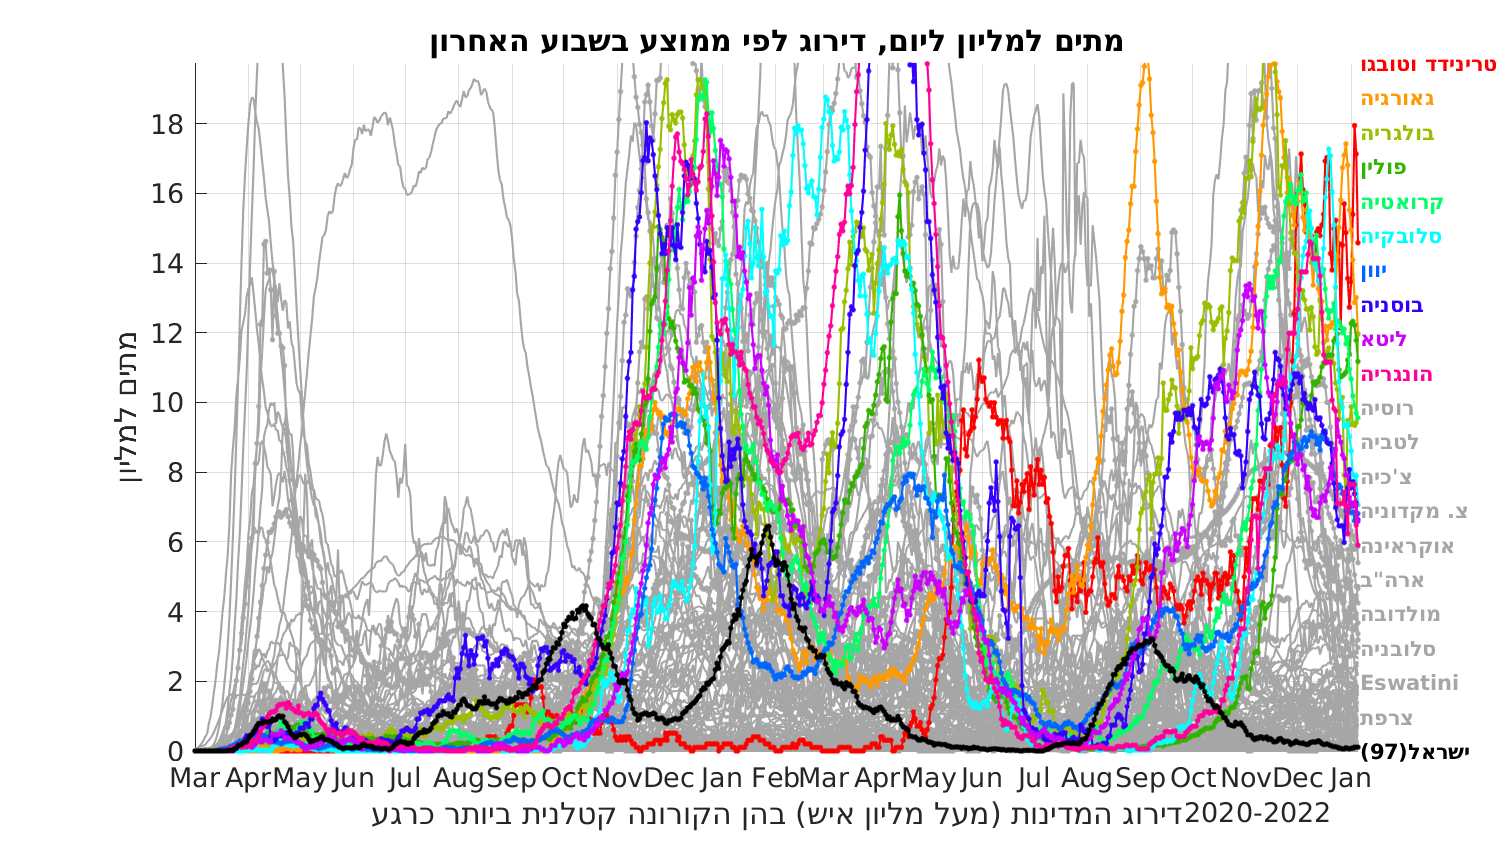 מתים למליון ליום, דירוג לפי ממוצע בשבוע האחרון
מתים למליון
18
16
14
12
10
8
6
4
2
0
Mar Apr May Jun Jul Aug Sep Oct Nov Dec Jan Feb Mar Apr May Jun Jul Aug Sep Oct Nov Dec Jan
דירוג המדינות (מעל מליון איש) בהן הקורונה קטלנית ביותר כרגע 2020-2022
טרינידד וטובגו
גאורגיה
בולגריה
פולין
קרואטיה
סלובקיה
יוון
בוסניה
ליטא
הונגריה
רוסיה
לטביה
צ'כיה
צ. מקדוניה
אוקראינה
ארה"ב
מולדובה
סלובניה
Eswatini
צרפת
ישראל(97)